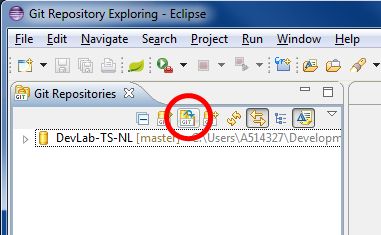 Git Repository Exploring - Eclipse
File Edit Navigate Search Project Run Window Help
Git Repositories
GIT
DevLab-TS-NL [master] - C:\Users\A514327\Developm